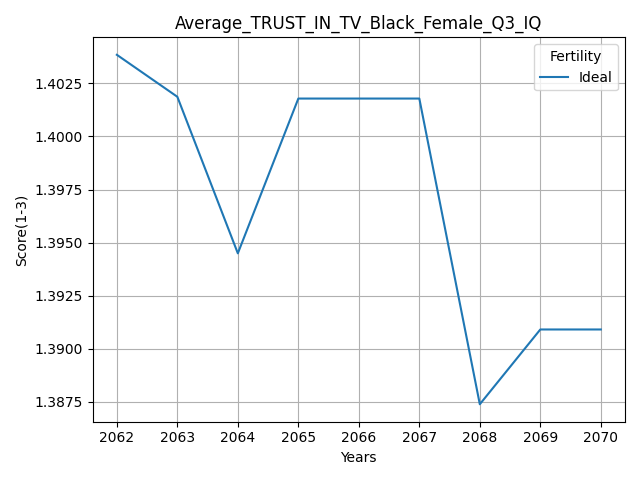 Average_TRUST_IN_TV_Black_Female_Q3_IQ
Fertility
Ideal
Score(1-3)
1.4025
1.4000
1.3975
1.3950
1.3925
1.3900
1.3875
2062 2063 2064 2065 2066 2067 2068 2069 2070
Years